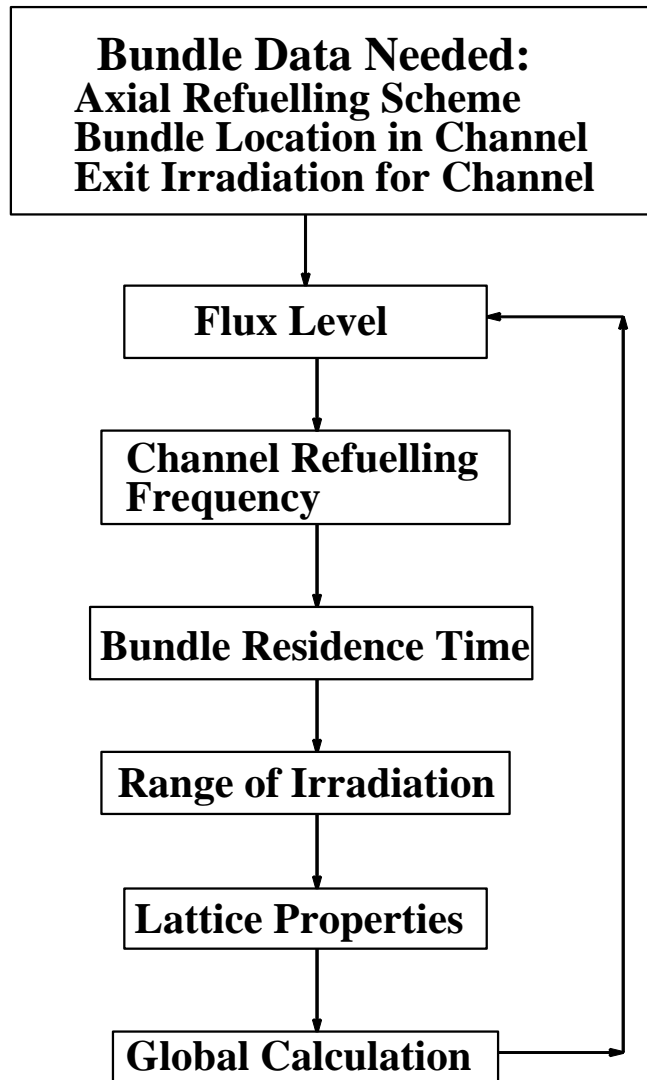 Bundle Data Needed:
Axial Refuelling Scheme
Bundle Location in Channel
Exit Irradiation for Channel
Flux Level
Channel Refuelling
Frequency
Bundle Residence Time
Range of Irradiation
Lattice Properties
Global Calculation